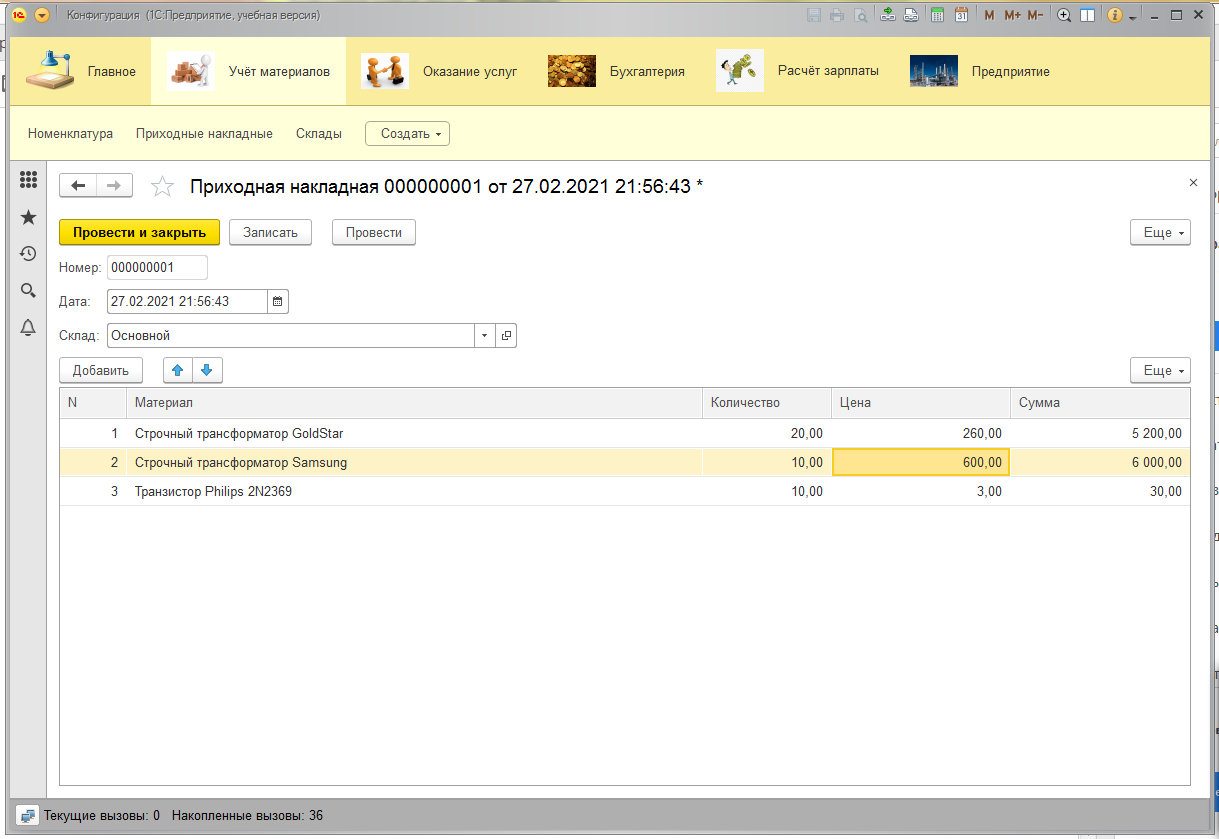 Конфигурация (1С:Предприятие, учебная версия)
M M+ M-
Главное Учёт материалов Оказание услуг Бухгалтерия Расчёт зарплаты Предприятие
Номенклатура Приходные накладные Склады Создать
Приходная накладная 000000001 от 27.02.2021 21:56:43 *
Провести и закрыть Записать Провести Еще
Номер: 000000001
Дата: 27.02.2021 21:56:43
Склад: Основной
Добавить Еще
N Материал Количество Цена Сумма
1 Строчный трансформатор GoldStar 20,00 260,00 5 200,00
2 Строчный трансформатор Samsung 10,00 600,00 6 000,00
3 Транзистор Philips 2N2369 10,00 3,00 30,00
Текущие вызовы: 0 Накопленные вызовы: 36